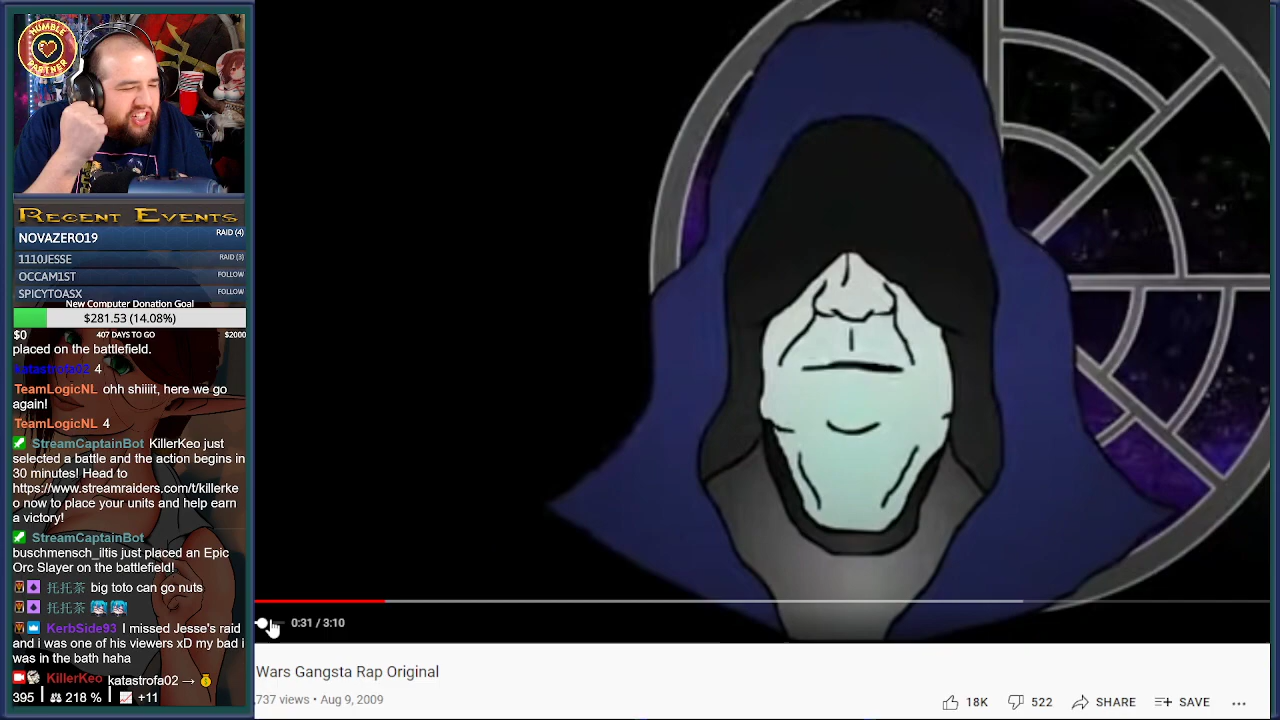 HUMBLE
PARTNER
RECENT EVENTS
NOVAZERO19 RAID (4)
1110JESSE RAID (3)
OCCAM1ST FOLLOW
SPICYTOASX FOLLOW
New Computer Donation Goal
$281.53 (14.08%)
$0 407 DAYS TO GO $2000
placed on the battlefield.
katastrofa02 4
TeamLogicNL ohh shiiiit, here we go
again!
TeamLogicNL 4
StreamCaptainBot KillerKeo just
selected a battle and the action begins in
30 minutes! Head to
https://www.streamraiders.com/t/killerke
o now to place your units and help earn
a victory!
StreamCaptainBot
buschmensch_iltis just placed an Epic
Orc Slayer on the battlefield!
托托茶 big toto can go nuts
托托茶
KerbSide93 I missed Jesse's raid
and i was one of his viewers xD my bad i
was in the bath haha
KillerKeo katastrofa02 →
395 | 218 % | +11
0:31 / 3:10
Wars Gangsta Rap Original
,737 views • Aug 9, 2009
18K 522 SHARE SAVE ...